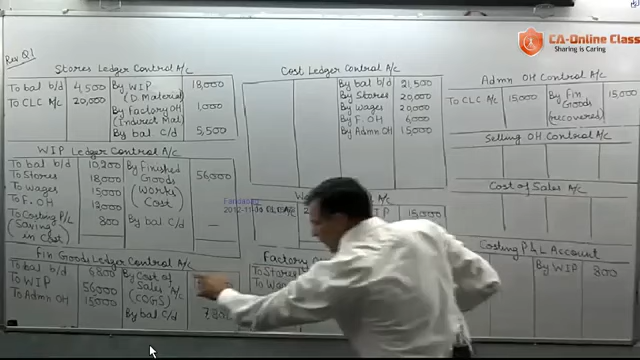 Rev Q1
CA-Online Class
Sharing is Caring
Stores Ledger Control A/c
To bal b/d 4,500 By WIP 18,000
(D Material)
To CLC A/c 20,000 By Factory OH 1,000
(Indirect Mat)
By bal c/d 5,500
WIP Ledger Control A/c
To bal b/d 10,200 By Finished 56,000
To Stores 18,000 Goods
To Wages 15,000 (Works
To F. OH 12,000 Cost)
To Costing P/L 800 By bal c/d —
(Saving
in Cost)
Fin Goods Ledger Control A/c
To bal b/d By Cost of
To WIP 56,000 Sales A/c
To Admn OH 15,000 (COGS)
By bal c/d
Cost Ledger Control A/c
By bal b/d 21,500
By Stores 20,000
By Wages 20,000
By F. OH 6,000
By Admn OH 15,000
15,000
Factory
To Stores
To Wa
Admn OH Control A/c
To CLC A/c 15,000 By Fin 15,000
Goods
(recovered)
Selling OH Control A/c
Cost of Sales A/c
Costing P & L Account
By WIP 800